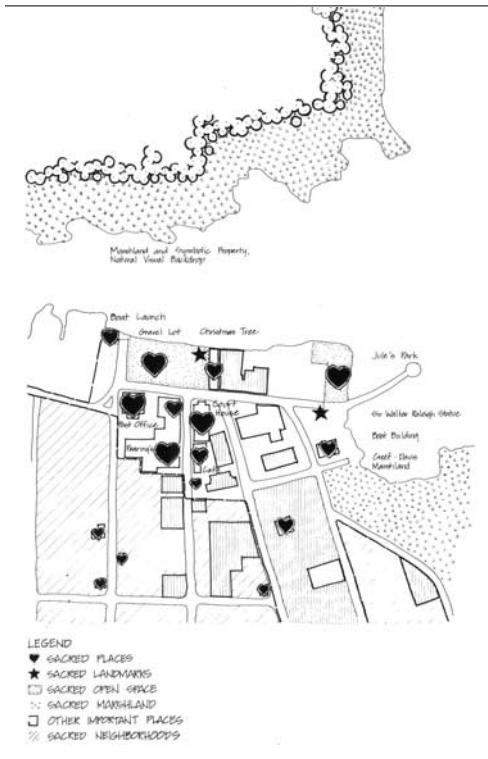 Marshland and Symbolic Property,
Natural Visual Backdrop
Boat Launch
Gravel Lot
Christmas Tree
Jule's Park
Court
House
Sir Walter Raleigh Statue
Post Office
Boat Building
Creef-Davis
Marshland
Fearing's
Cafe
LEGEND
SACRED PLACES
SACRED LANDMARKS
SACRED OPEN SPACE
SACRED MARSHLAND
OTHER IMPORTANT PLACES
SACRED NEIGHBORHOODS